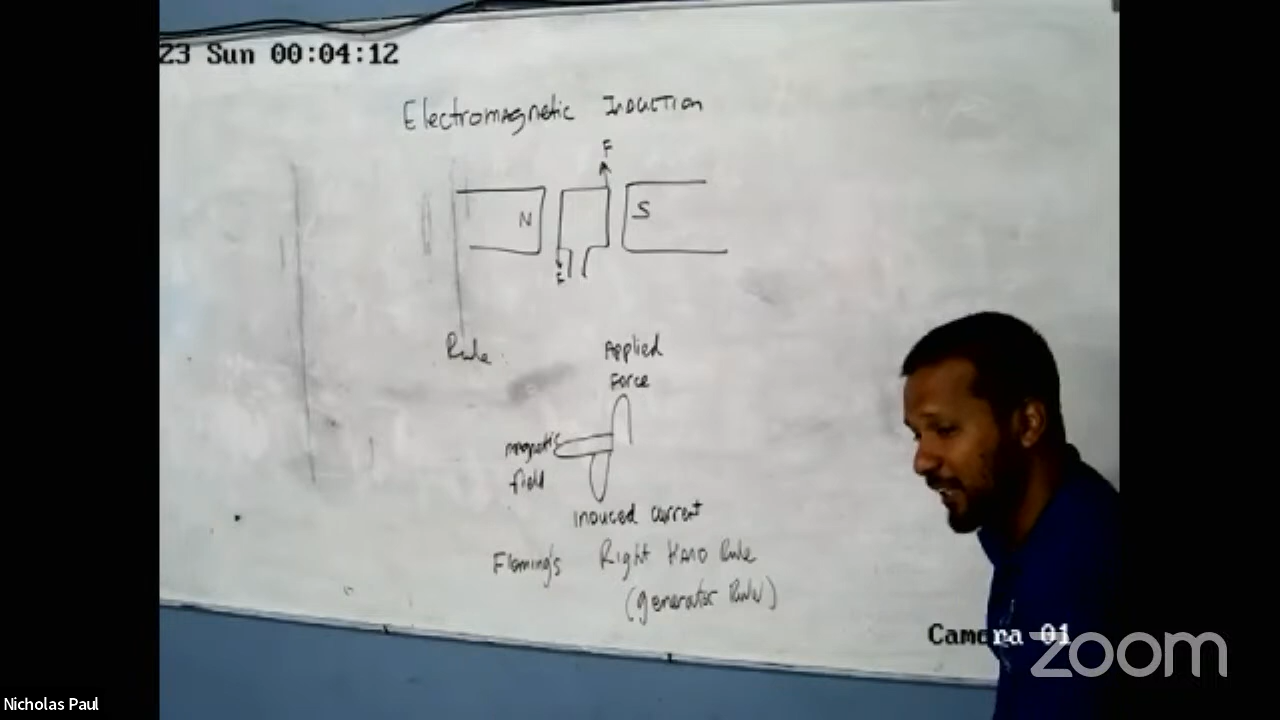 23 Sun 00:04:12
Electromagnetic Induction
F
N
S
F
Rule
Applied
Force
magnetic
field
induced current
Fleming's Right Hand Rule
(generator Rule)
Camera 01
zoom
Nicholas Paul